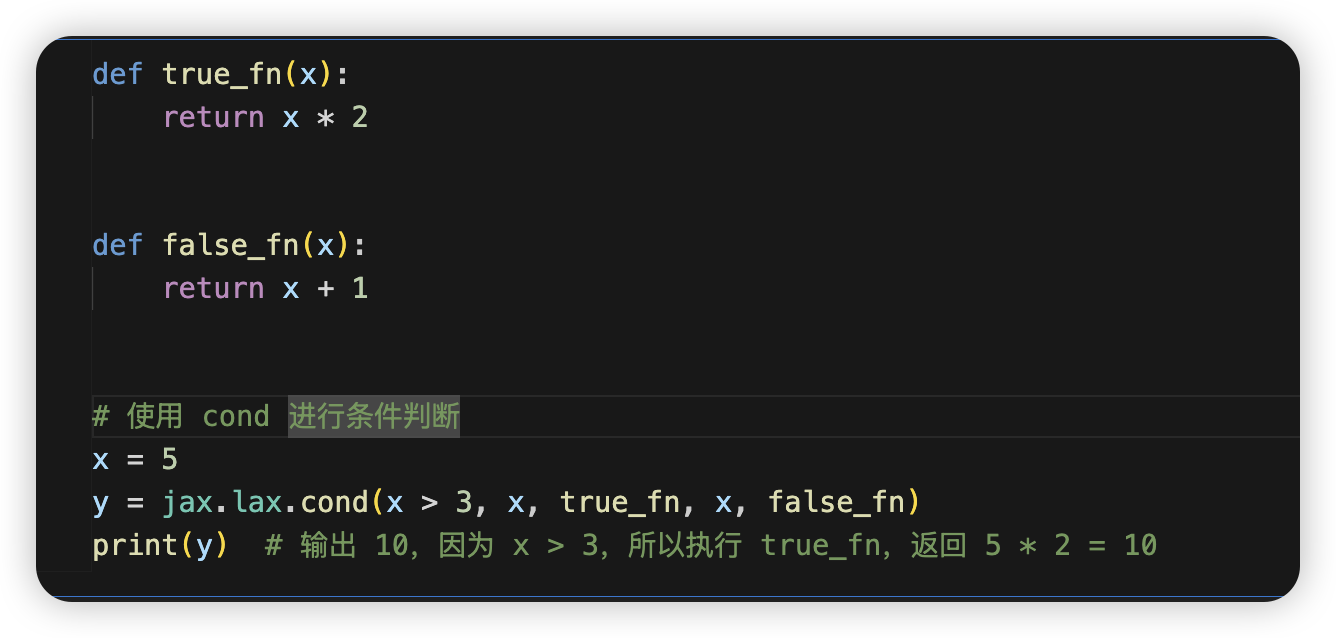 def true_fn(x):
    return x * 2
def false_fn(x):
    return x + 1
# 使用 cond 进行条件判断
x = 5
y = jax.lax.cond(x > 3, x, true_fn, x, false_fn)
print(y)  # 输出 10，因为 x > 3，所以执行 true_fn，返回 5 * 2 = 10